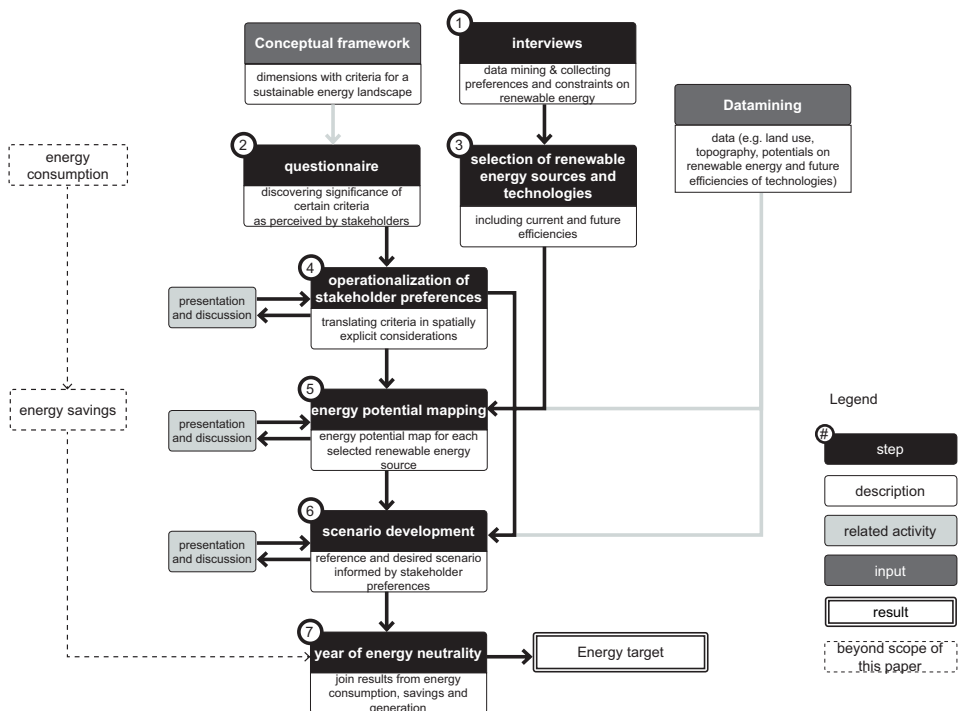 Conceptual framework
dimensions with criteria for a
sustainable energy landscape
1
interviews
data mining & collecting
preferences and constraints on
renewable energy
Datamining
data (e.g. land use,
topography, potentials on
renewable energy and future
efficiencies of technologies)
energy
consumption
2
questionnaire
discovering significance of
certain criteria
as perceived by stakeholders
3
selection of renewable
energy sources and
technologies
including current and future
efficiencies
4
operationalization of
stakeholder preferences
translating criteria in spatially
explicit considerations
presentation
and discussion
energy savings
5
energy potential mapping
energy potential map for each
selected renewable energy
source
presentation
and discussion
6
scenario development
reference and desired scenario
informed by stakeholder
preferences
presentation
and discussion
7
year of energy neutrality
join results from energy
consumption, savings and
generation
Energy target
Legend
#
step
description
related activity
input
result
beyond scope of
this paper